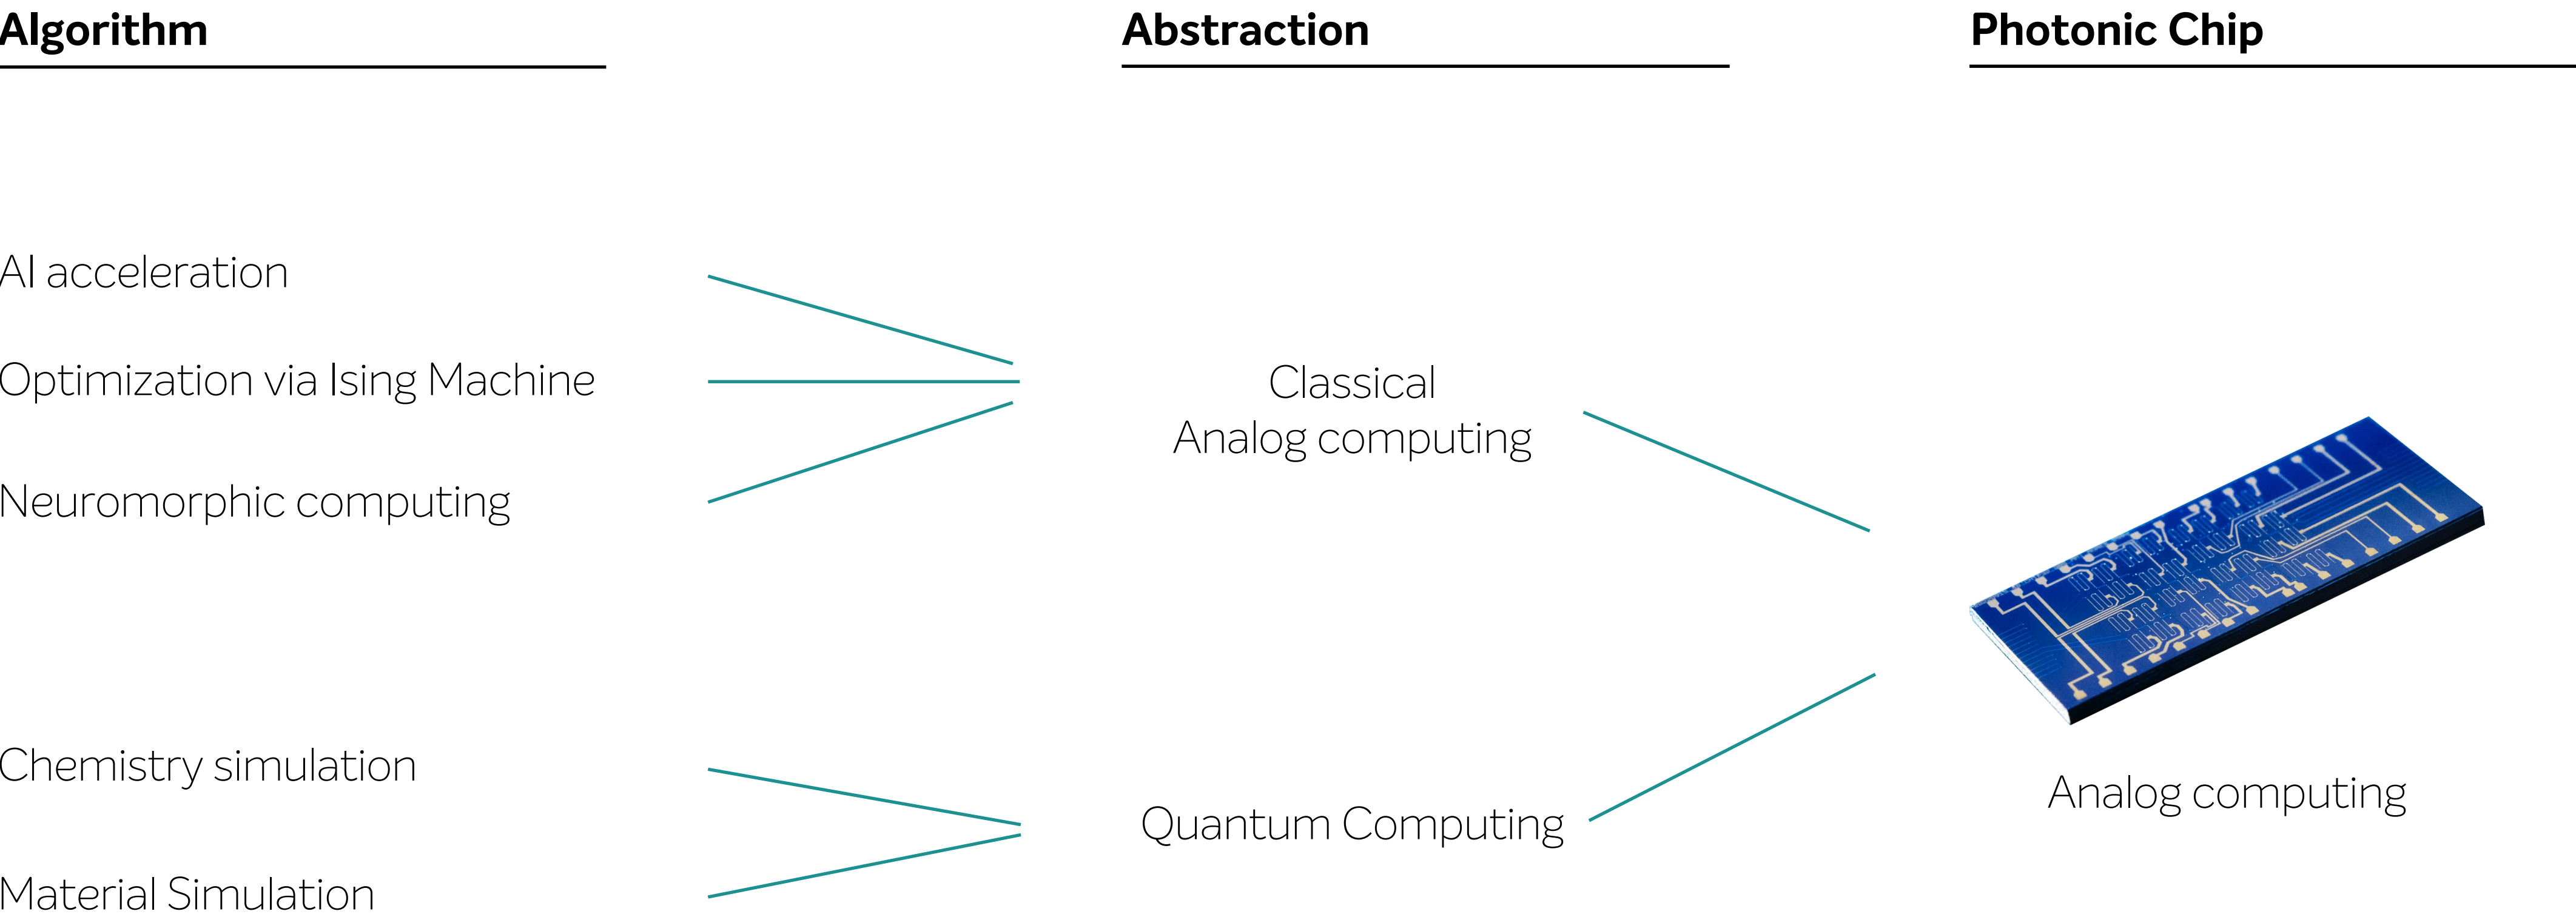 Algorithm
Abstraction
Photonic Chip
AI acceleration
Optimization via Ising Machine
Neuromorphic computing
Classical
Analog computing
Chemistry simulation
Material Simulation
Quantum Computing
Analog computing